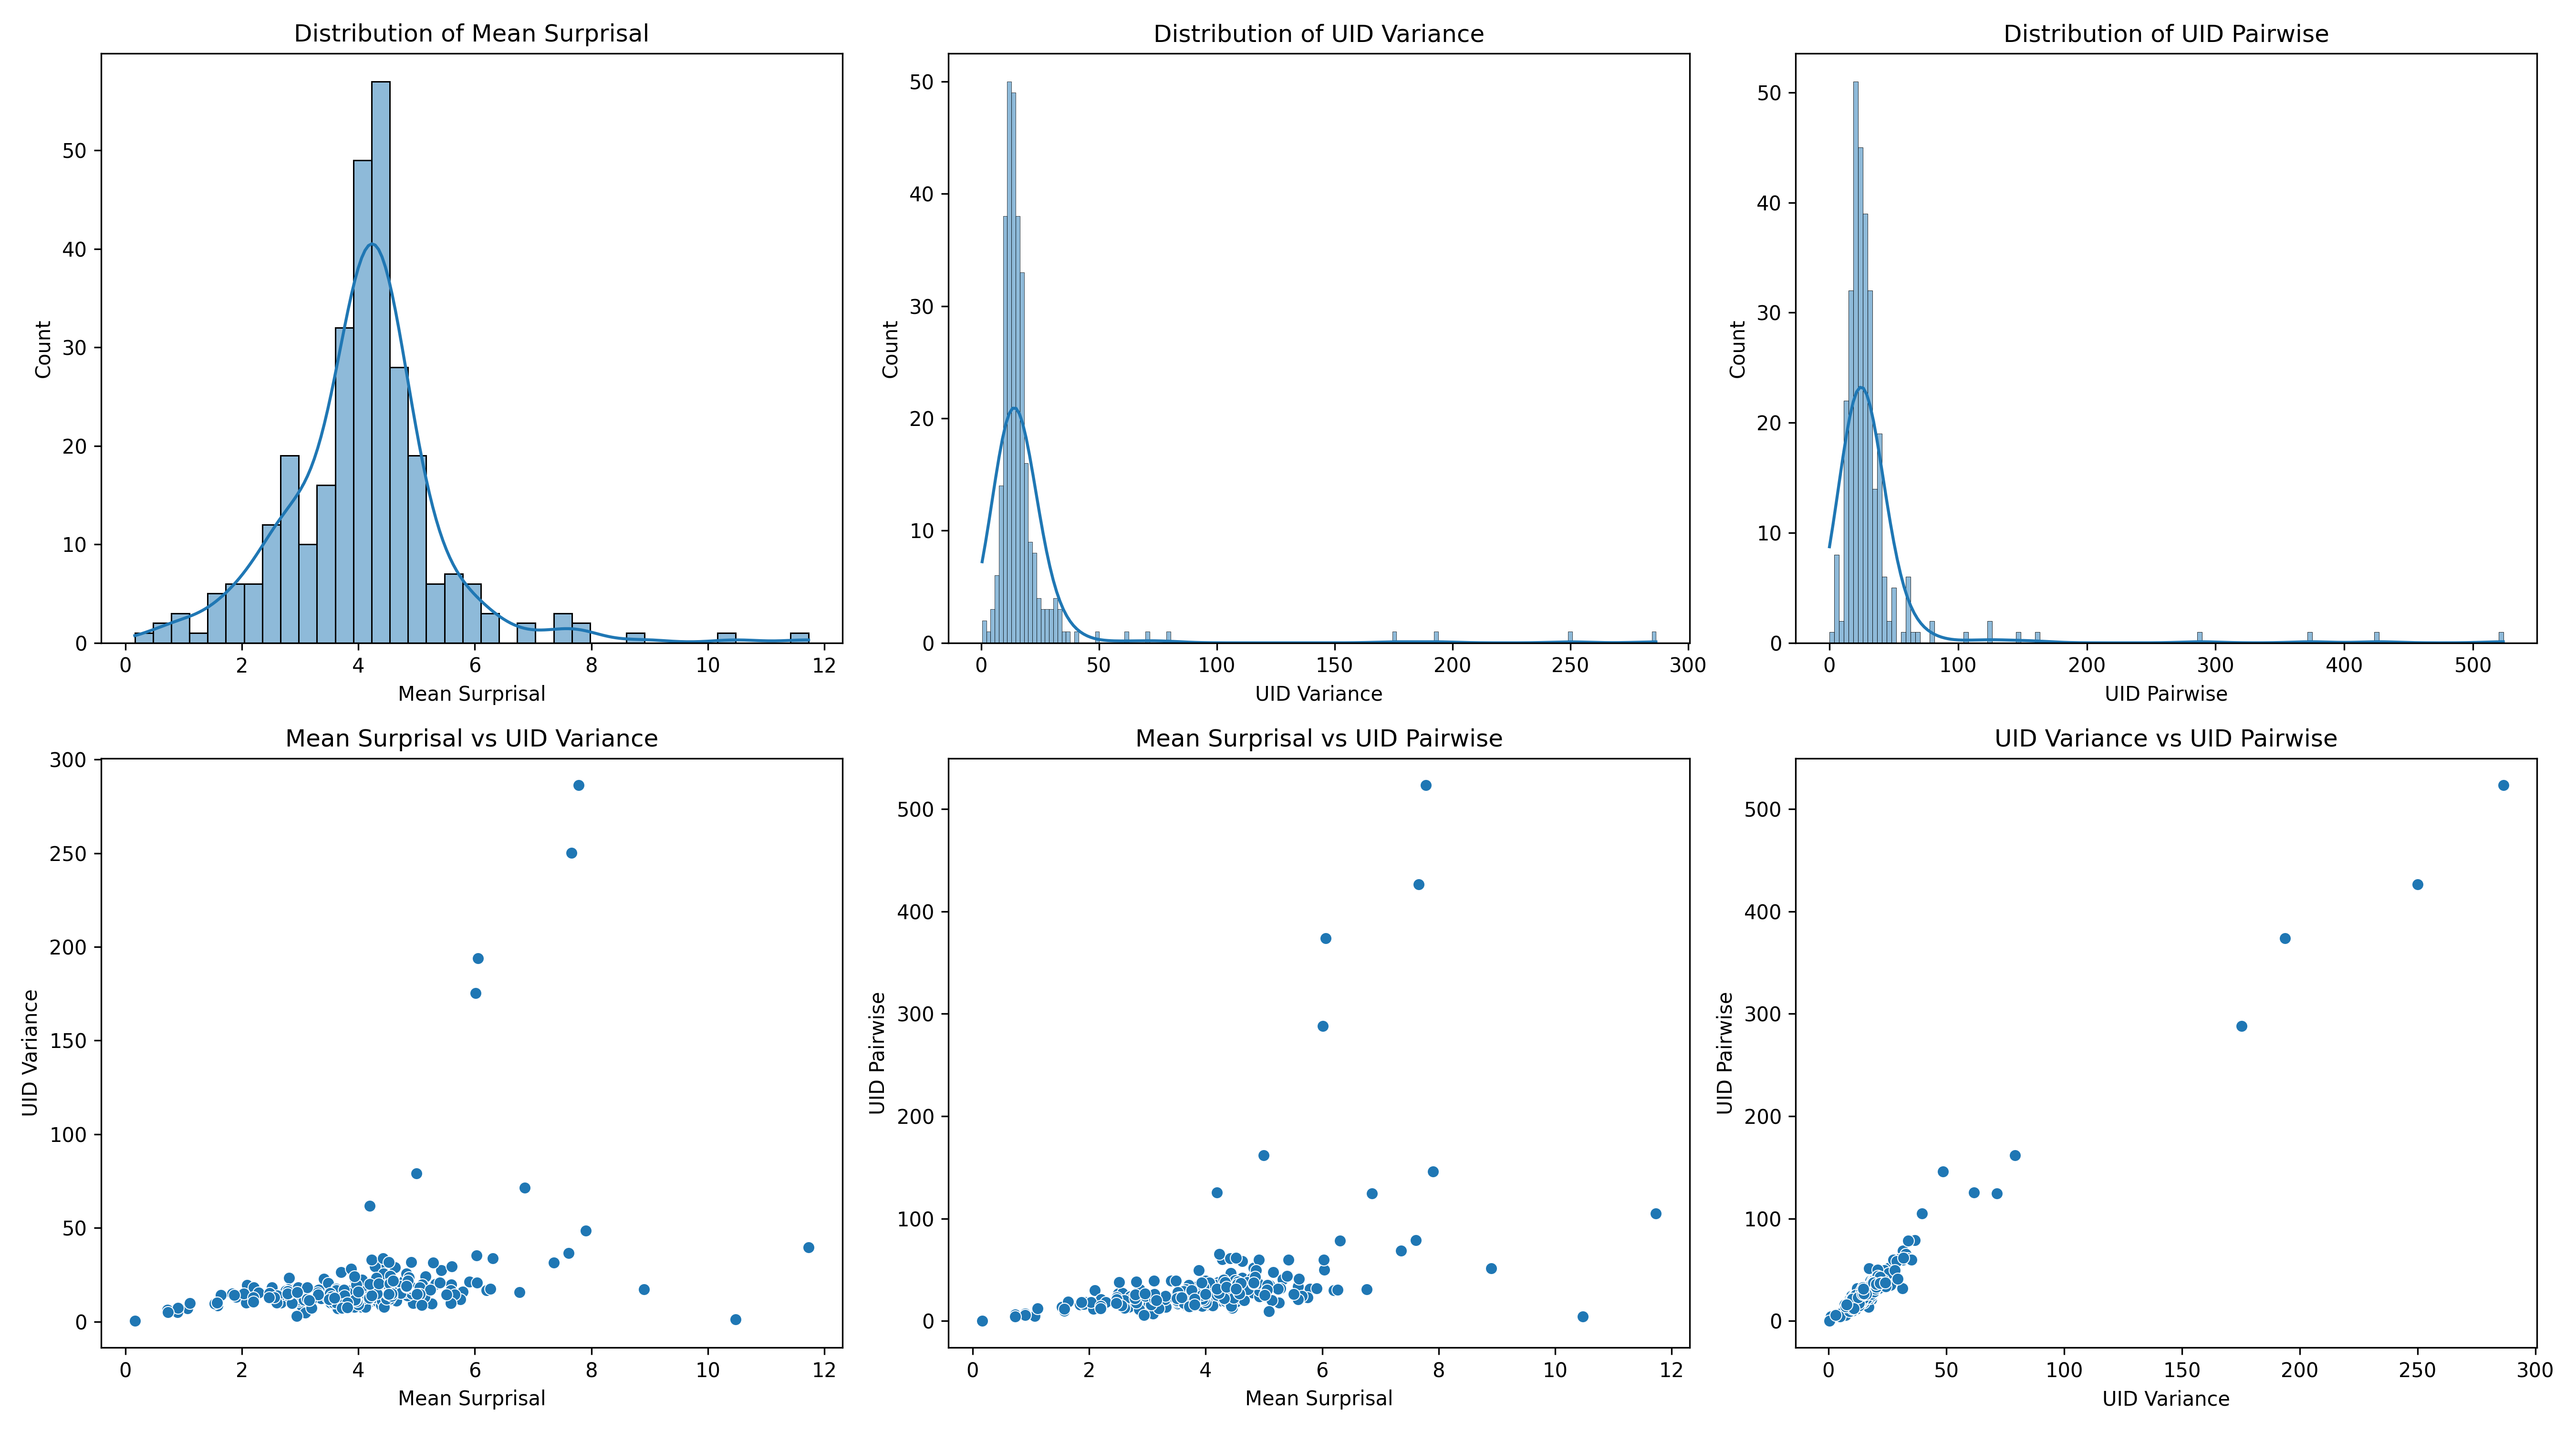 Distribution of Mean Surprisal
Count
0
10
20
30
40
50
0 2 4 6 8 10 12
Mean Surprisal
Distribution of UID Variance
Count
0
10
20
30
40
50
0 50 100 150 200 250 300
UID Variance
Distribution of UID Pairwise
Count
0
10
20
30
40
50
0 100 200 300 400 500
UID Pairwise
Mean Surprisal vs UID Variance
UID Variance
300
250
200
150
100
50
0
0 2 4 6 8 10 12
Mean Surprisal
Mean Surprisal vs UID Pairwise
UID Pairwise
500
400
300
200
100
0
0 2 4 6 8 10 12
Mean Surprisal
UID Variance vs UID Pairwise
UID Pairwise
500
400
300
200
100
0
0 50 100 150 200 250 300
UID Variance